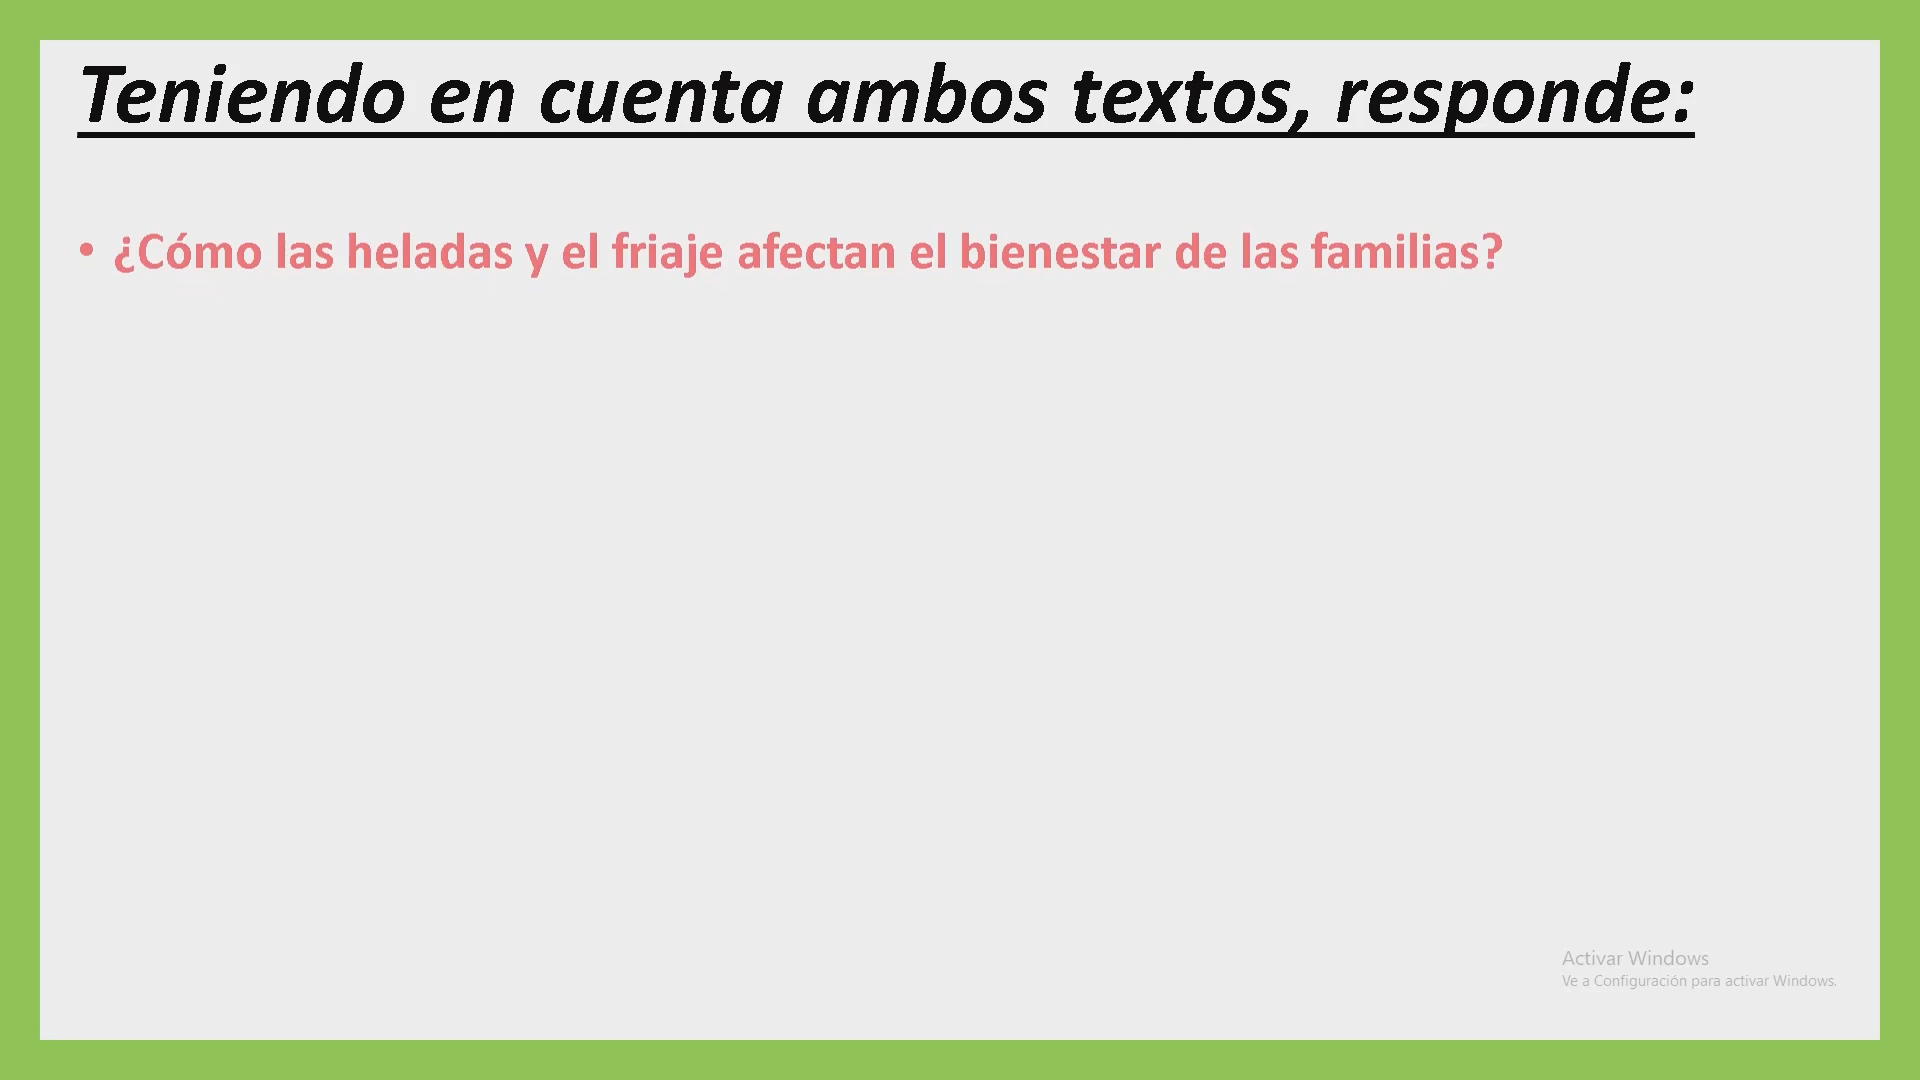 Teniendo en cuenta ambos textos, responde:
• ¿Cómo las heladas y el friaje afectan el bienestar de las familias?
Activar Windows
Ve a Configuración para activar Windows.